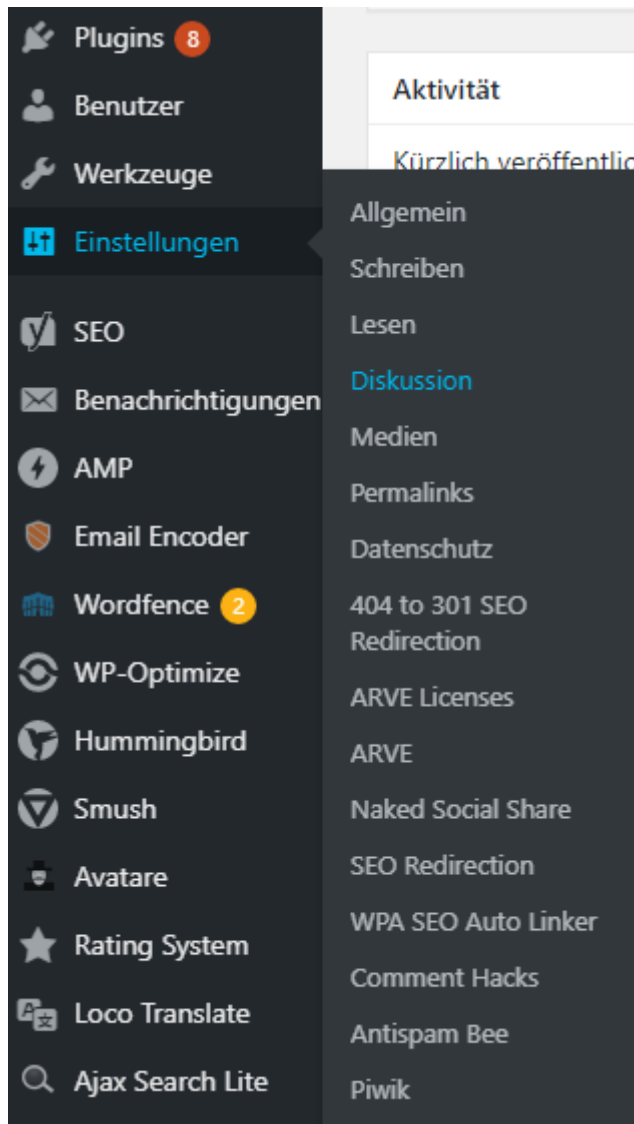 Plugins 8
Benutzer
Werkzeuge
Einstellungen
SEO
Benachrichtigungen
AMP
Email Encoder
Wordfence 2
WP-Optimize
Hummingbird
Smush
Avatare
Rating System
Loco Translate
Ajax Search Lite
Aktivität
Kürzlich
Allgemein
Schreiben
Lesen
Diskussion
Medien
Permalinks
Datenschutz
404 to 301 SEO
Redirection
ARVE Licenses
ARVE
Naked Social Share
SEO Redirection
WPA SEO Auto Linker
Comment Hacks
Antispam Bee
Piwik